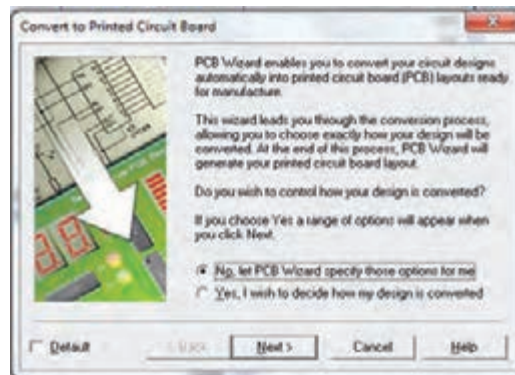 Convert to Printed Circuit Board
PCB Wizard enables you to convert your circuit designs
automatically into printed circuit board (PCB) layouts ready
for manufacture.
This wizard leads you through the conversion process,
allowing you to choose exactly how your design will be
converted. At the end of this process, PCB Wizard will
generate your printed circuit board layout.
Do you wish to control how your design is converted?
If you choose Yes a range of options will appear when
you click Next.
No, let PCB Wizard specify those options for me
Yes, I wish to decide how my design is converted
Default
< Back
Next >
Cancel
Help